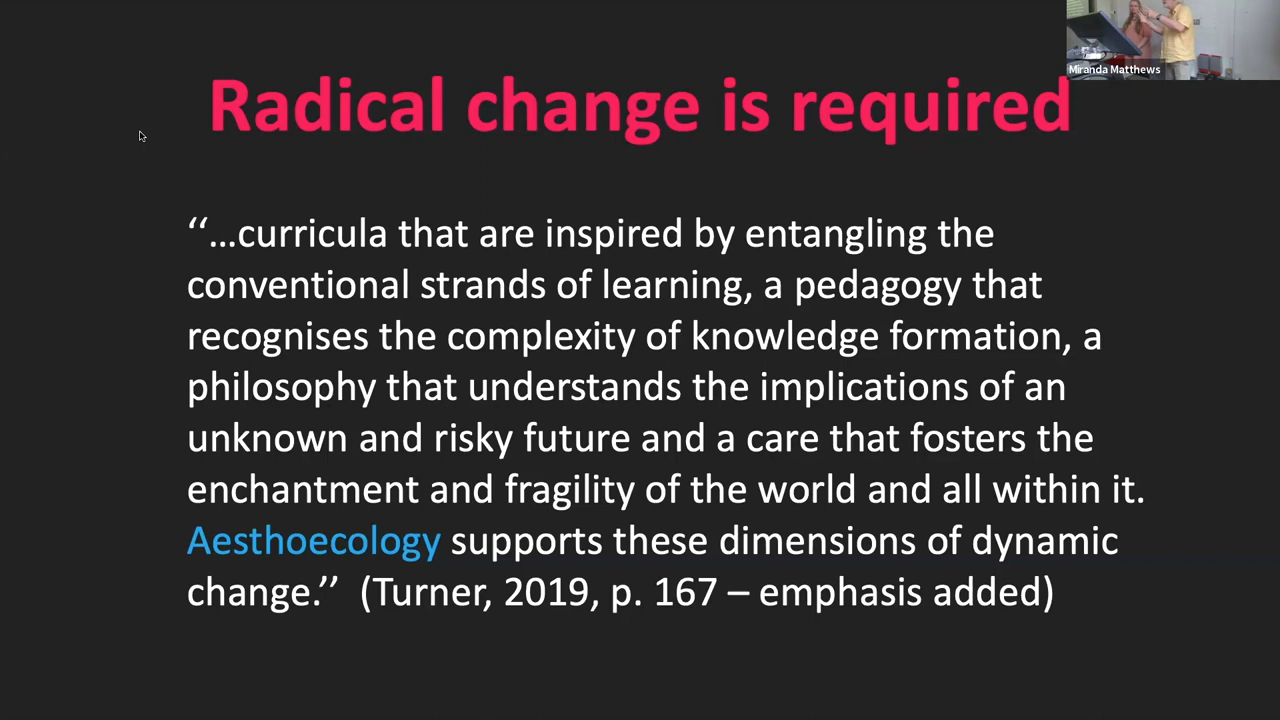 Miranda Matthews
Radical change is required
‘‘...curricula that are inspired by entangling the
conventional strands of learning, a pedagogy that
recognises the complexity of knowledge formation, a
philosophy that understands the implications of an
unknown and risky future and a care that fosters the
enchantment and fragility of the world and all within it.
Aesthoecology supports these dimensions of dynamic
change.’’ (Turner, 2019, p. 167 – emphasis added)